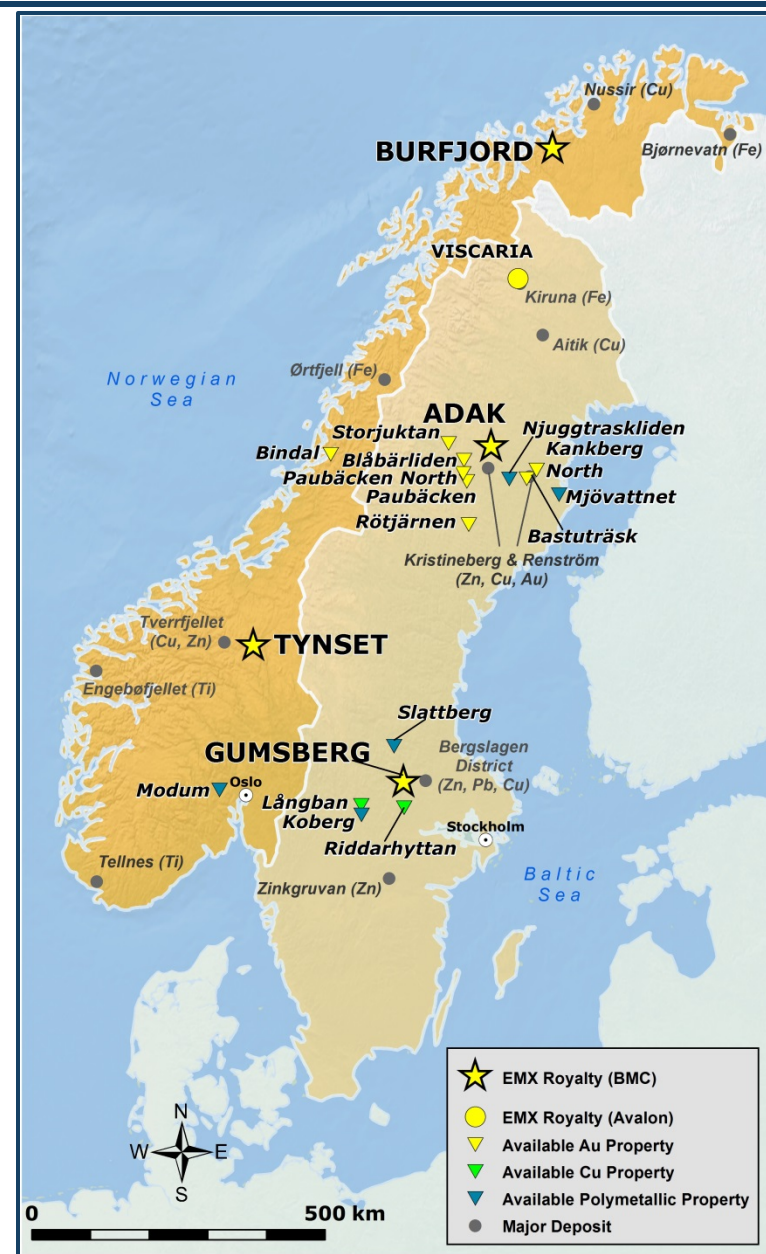 Nussir (Cu)
BURFJORD
Bjørnevatn (Fe)
VISCARIA
Kiruna (Fe)
Aitik (Cu)
Norwegian
Sea
Ørtfjell (Fe)
ADAK
Storjuktan
Njuggtraskliden
Kankberg
North
Bindal
Blåbärliden
Paubäcken North
Paubäcken
Mjövattnet
Rötjärnen
Bastuträsk
Kristineberg & Renström
(Zn, Cu, Au)
Tverrfjellet
(Cu, Zn)
TYNSET
Engebøfjellet (Ti)
Slattberg
GUMSBERG
Bergslagen
District
(Zn, Pb, Cu)
Modum
Oslo
Långban
Koberg
Riddarhyttan
Stockholm
Tellnes (Ti)
Zinkgruvan (Zn)
Baltic
Sea
EMX Royalty (BMC)
EMX Royalty (Avalon)
Available Au Property
Available Cu Property
Available Polymetallic Property
Major Deposit
N
W
E
S
0
500 km